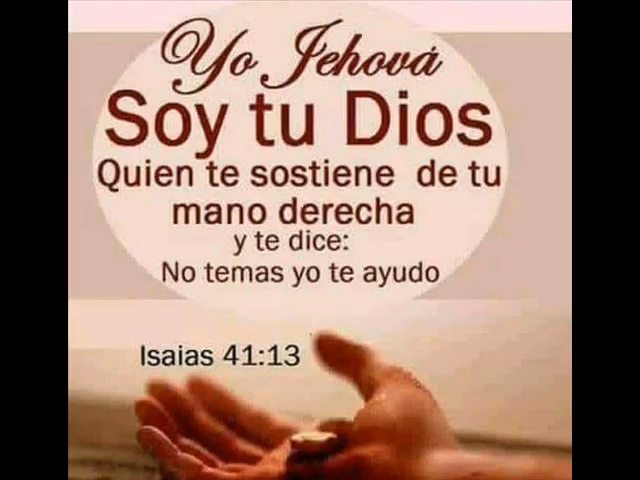 Yo Jehová
Soy tu Dios
Quien te sostiene de tu
mano derecha
y te dice:
No temas yo te ayudo
Isaias 41:13